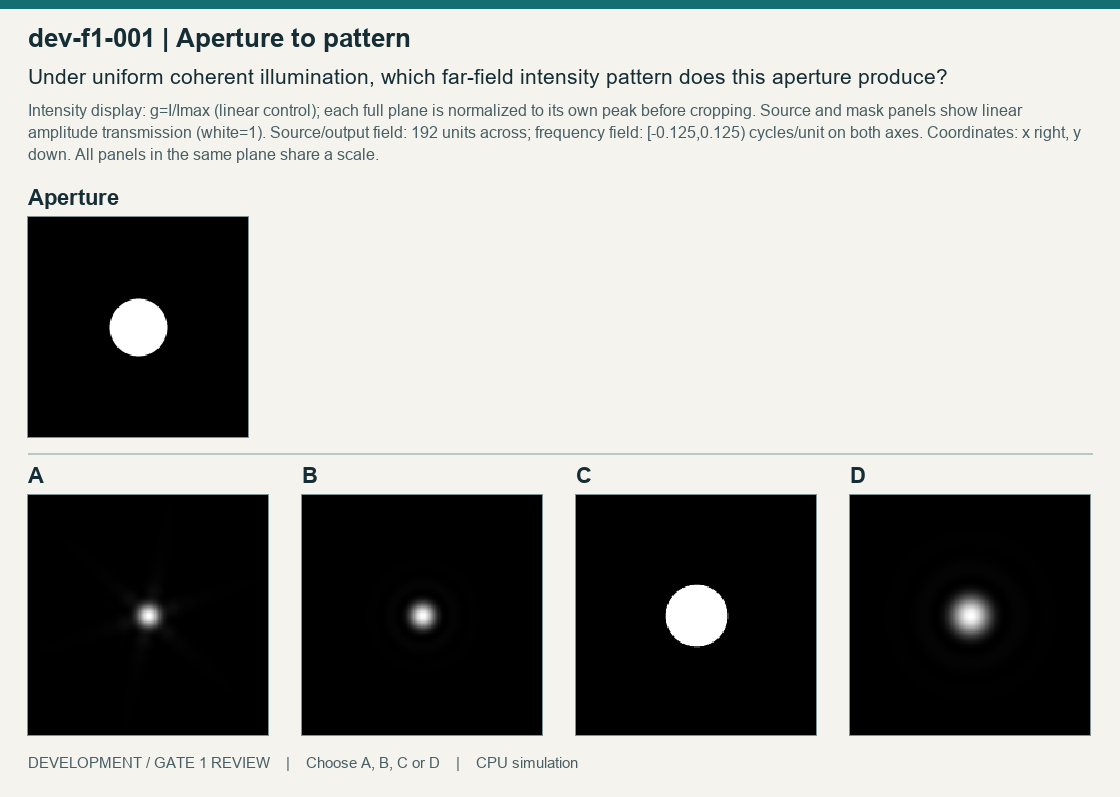 dev-f1-001 | Aperture to pattern
Under uniform coherent illumination, which far-field intensity pattern does this aperture produce?
Intensity display: g=I/Imax (linear control); each full plane is normalized to its own peak before cropping. Source and mask panels show linear
amplitude transmission (white=1). Source/output field: 192 units across; frequency field: [-0.125,0.125) cycles/unit on both axes. Coordinates: x right, y
down. All panels in the same plane share a scale.
Aperture
A
B
C
D
DEVELOPMENT / GATE 1 REVIEW | Choose A, B, C or D | CPU simulation